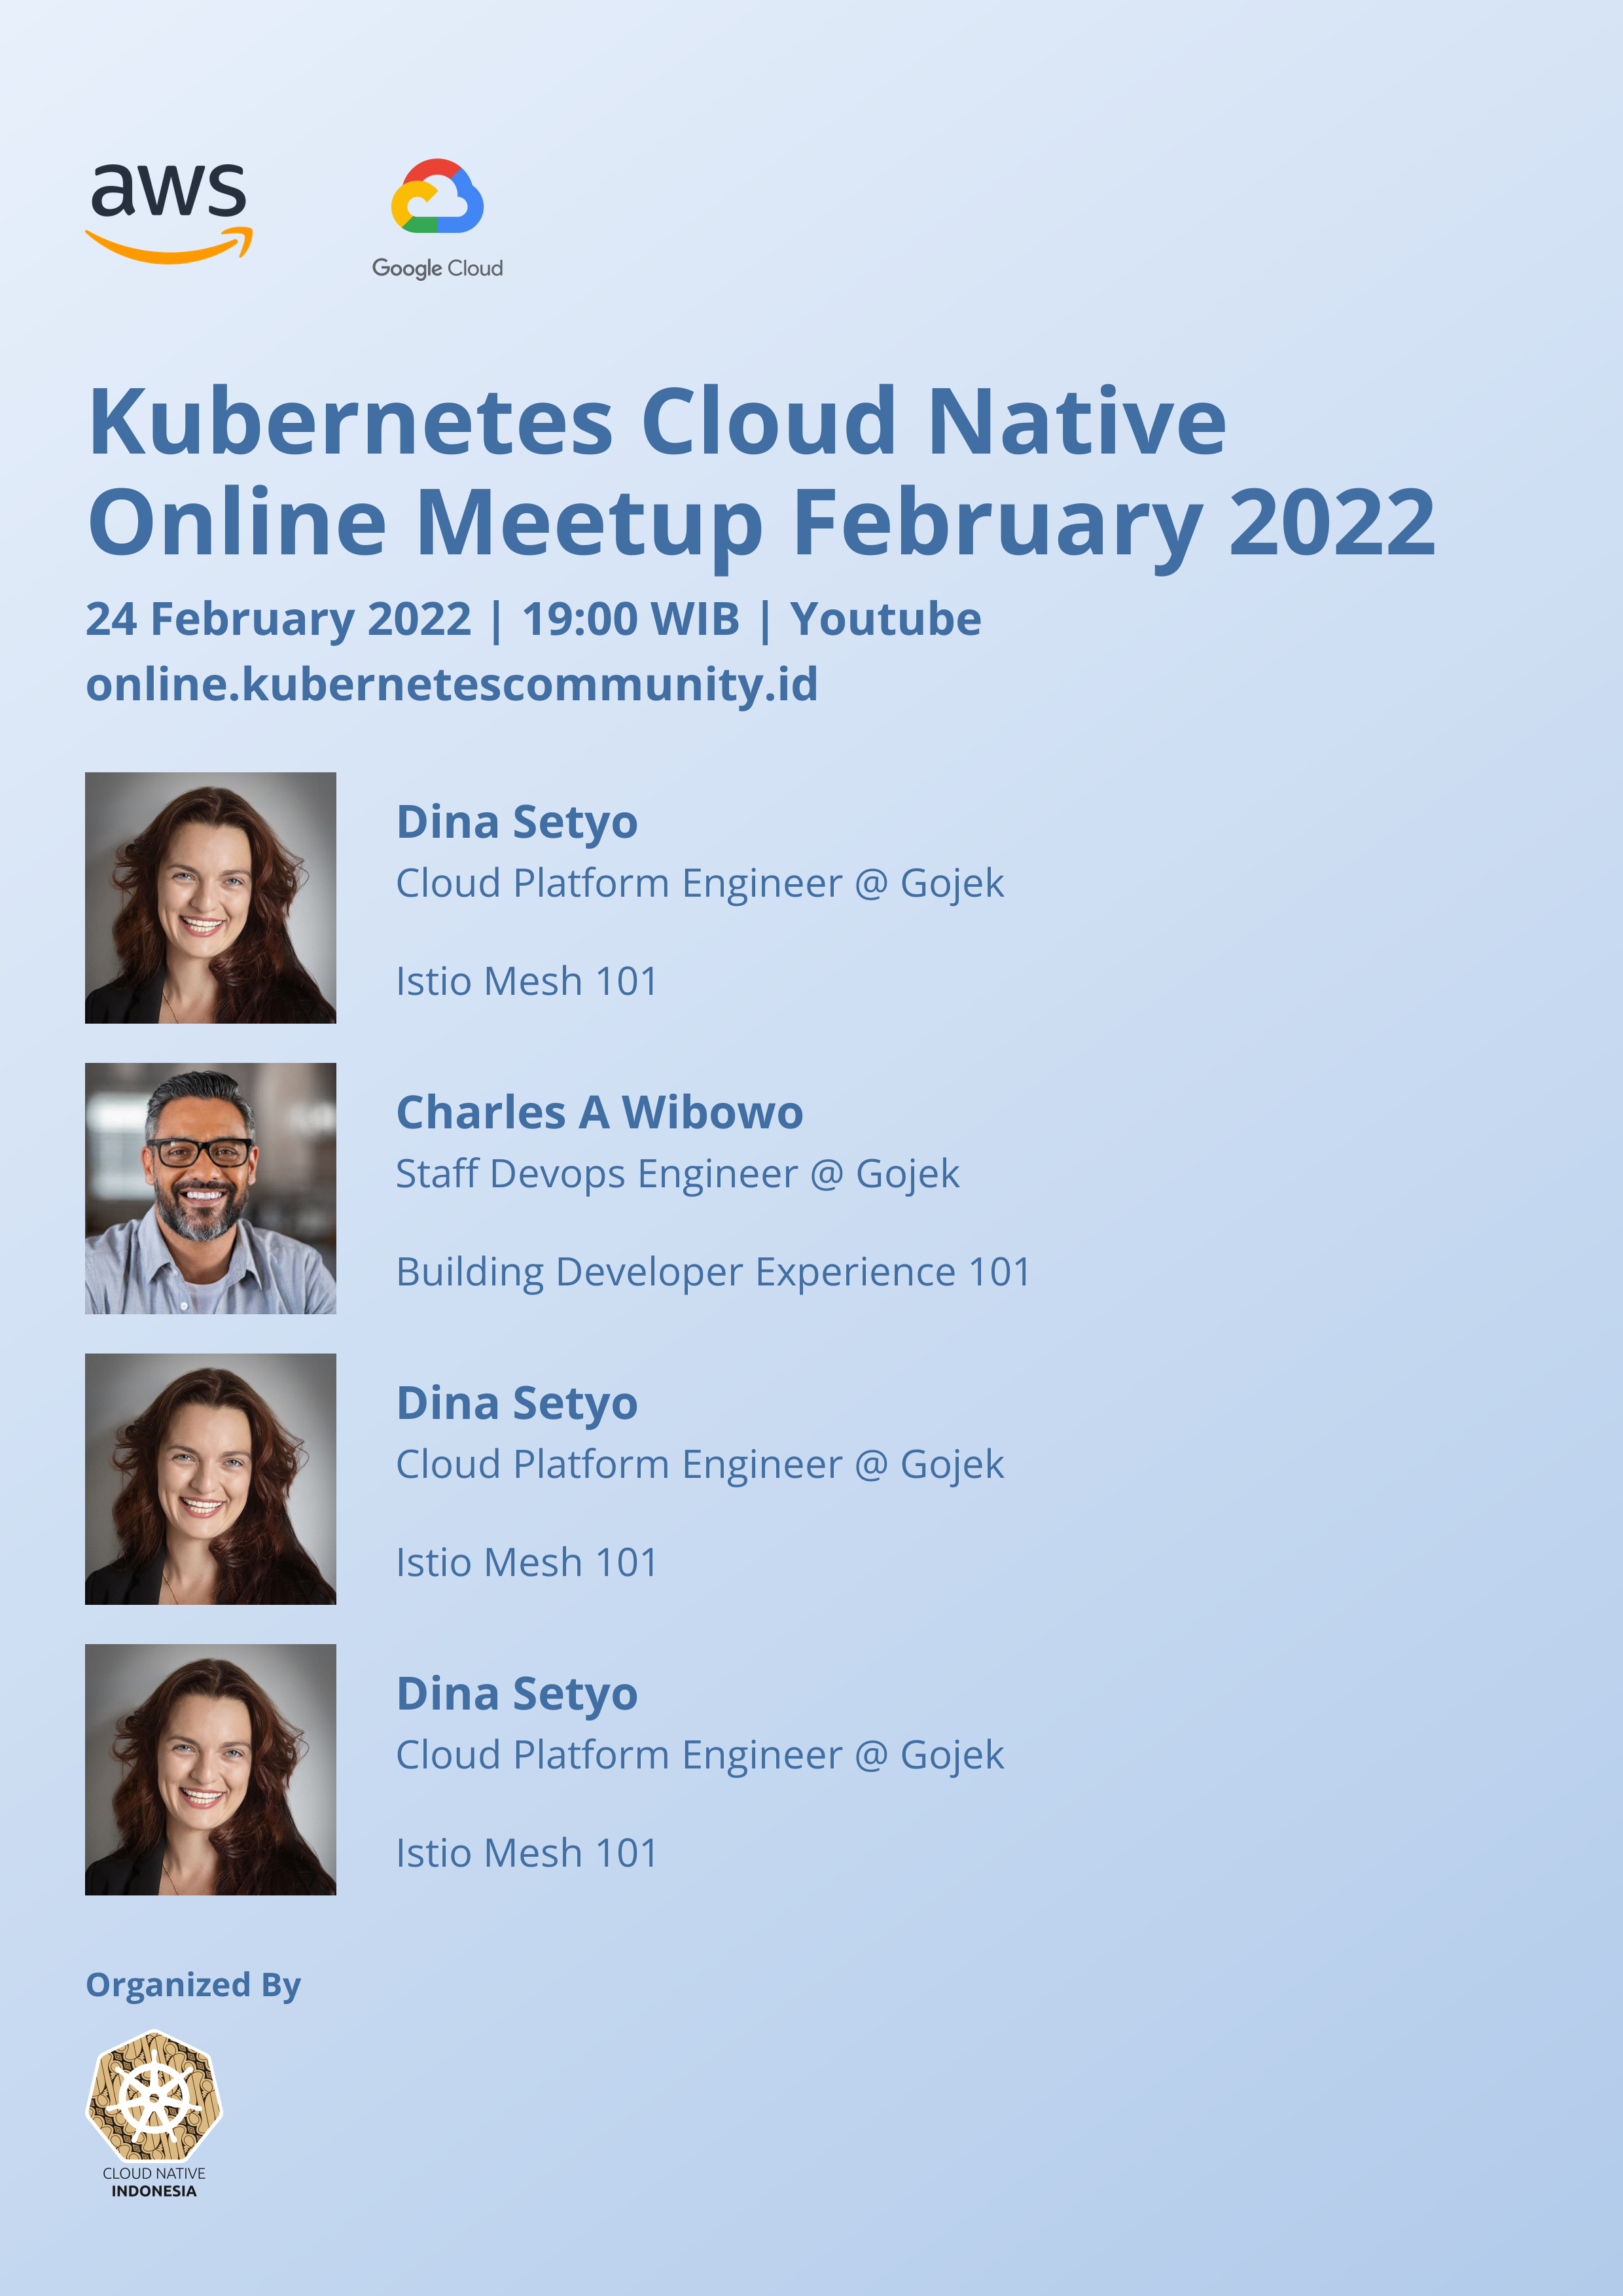 aws
Google Cloud
Kubernetes Cloud Native
Online Meetup February 2022
24 February 2022 | 19:00 WIB | Youtube
online.kubernetescommunity.id
Dina Setyo
Cloud Platform Engineer @ Gojek
Istio Mesh 101
Charles A Wibowo
Staff Devops Engineer @ Gojek
Building Developer Experience 101
Dina Setyo
Cloud Platform Engineer @ Gojek
Istio Mesh 101
Dina Setyo
Cloud Platform Engineer @ Gojek
Istio Mesh 101
Organized By
CLOUD NATIVE
INDONESIA